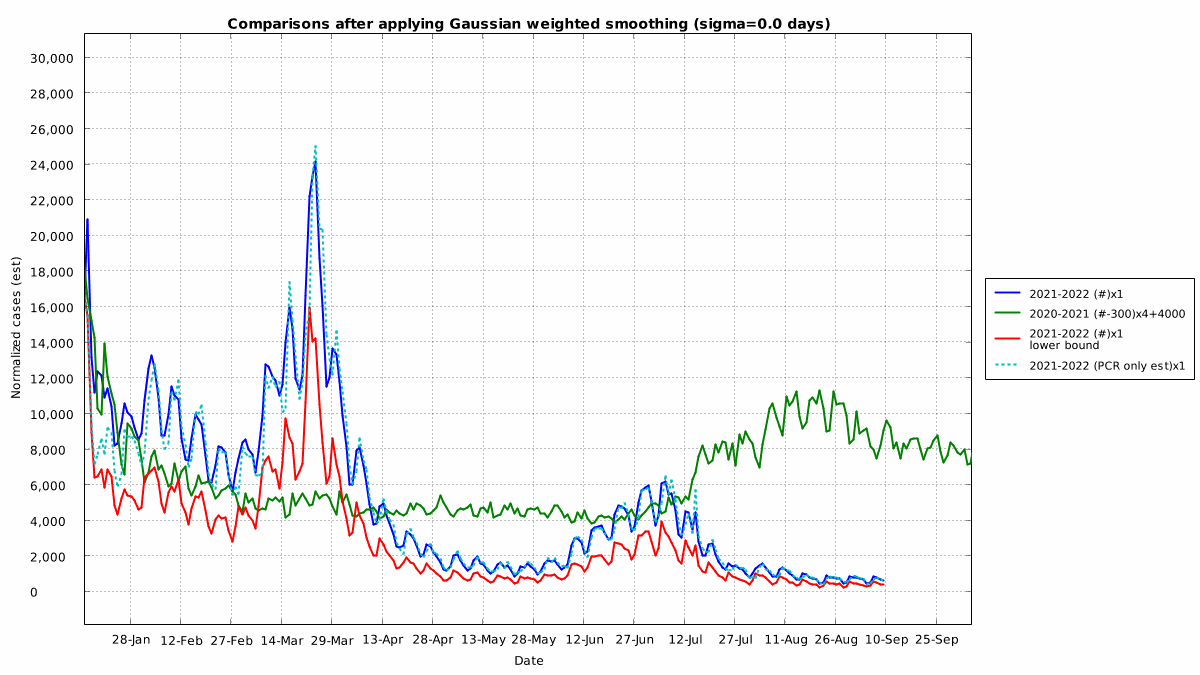 Comparisons after applying Gaussian weighted smoothing (sigma=0.0 days)
30,000
28,000
26,000
24,000
22,000
20,000
18,000
16,000
14,000
12,000
10,000
8,000
6,000
4,000
2,000
0
Normalized cases (est)
28-Jan 12-Feb 27-Feb 14-Mar 29-Mar 13-Apr 28-Apr 13-May 28-May 12-Jun 27-Jun 12-Jul 27-Jul 11-Aug 26-Aug 10-Sep 25-Sep
Date
2021-2022 (#)x1
2020-2021 (#-300)x4+4000
2021-2022 (#)x1
lower bound
2021-2022 (PCR only est)x1